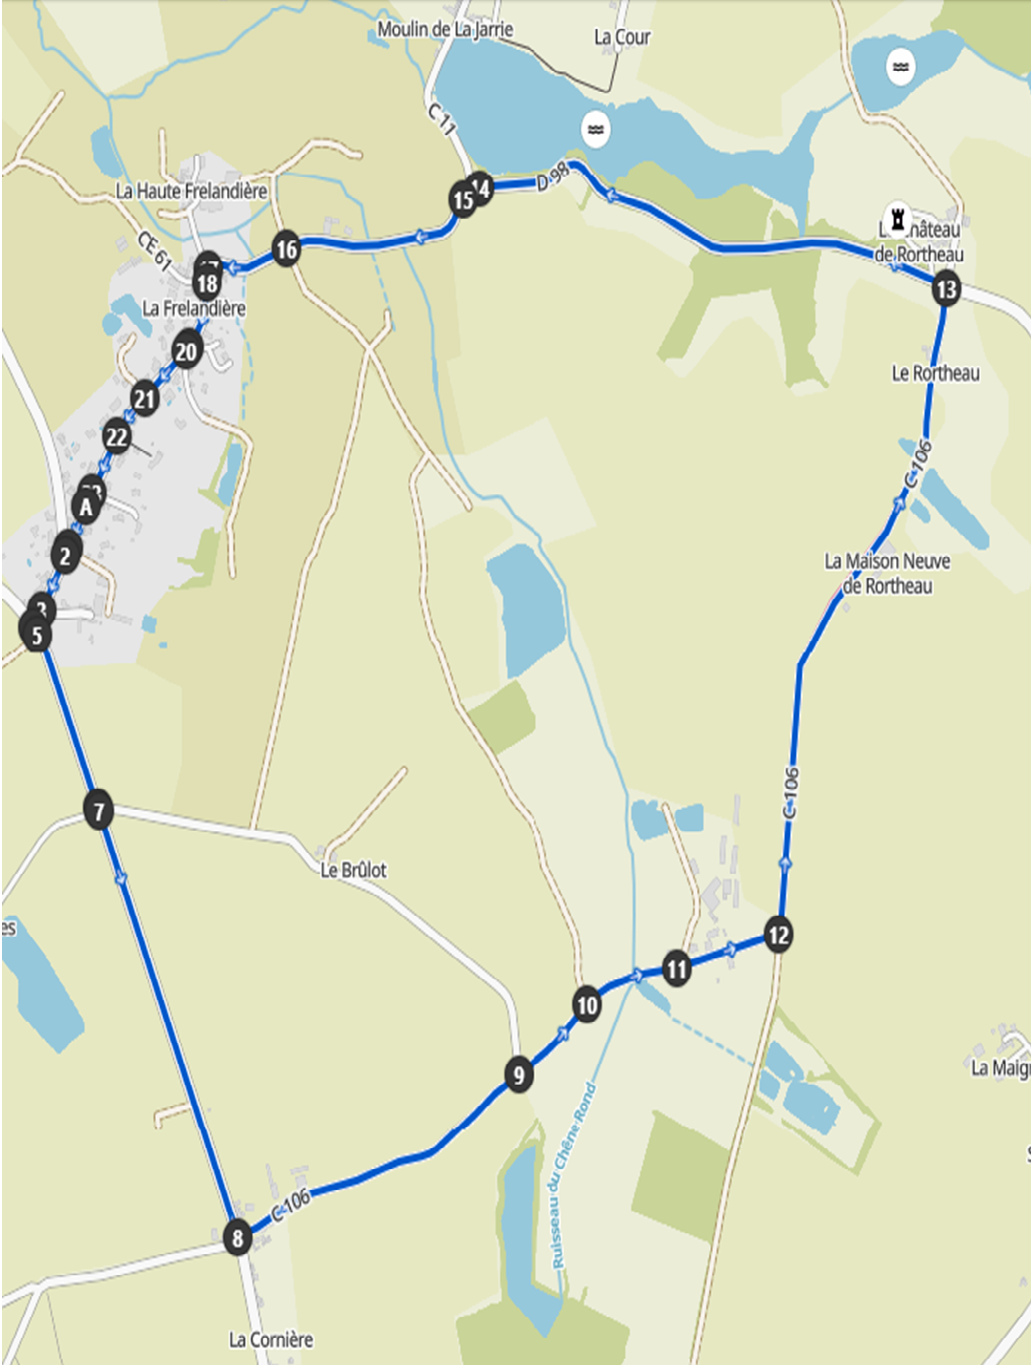 Moulin de La Jarrie
La Cour
C 11
D 98
14
15
La Haute Frelandière
CE 61
16
18
La Frelandière
20
21
22
A
2
3
5
château
de Rortheau
13
Le Rortheau
C 106
La Maison Neuve
de Rortheau
C 106
7
Le Brûlot
es
12
11
10
9
La Maig
Ruisseau du Chêne Rond
C 106
8
La Cornière